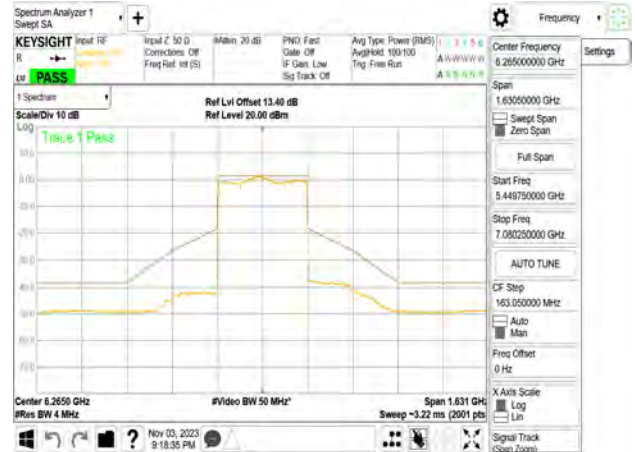 Spectrum Analyzer 1
Swept SA
+
Frequency
KEYSIGHT
Input: RF
Input Z: 50 Ω
#Atten: 20 dB
PNO: Fast
Avg Type: Power (RMS)
R
Corrections: Off
Gate: Off
Avg|Hold: 100/100
Freq Ref: Int (S)
IF Gain: Low
Trig: Free Run
Sig Track: Off
PASS
Center Frequency
6.265000000 GHz
Settings
Span
1.63050000 GHz
Swept Span
Zero Span
Full Span
Start Freq
5.449750000 GHz
Stop Freq
7.080250000 GHz
AUTO TUNE
CF Step
163.050000 MHz
Auto
Man
Freq Offset
0 Hz
X Axis Scale
Log
Lin
Signal Track
(Span Zoom)
1 Spectrum
Scale/Div 10 dB
Ref Lvl Offset 13.40 dB
Ref Level 20.00 dBm
Log
Trace 1 Pass
Center 6.2650 GHz
#Video BW 50 MHz*
Span 1.631 GHz
#Res BW 4 MHz
Sweep ~3.22 ms (2001 pts
?
Nov 03, 2023
9:18:35 PM